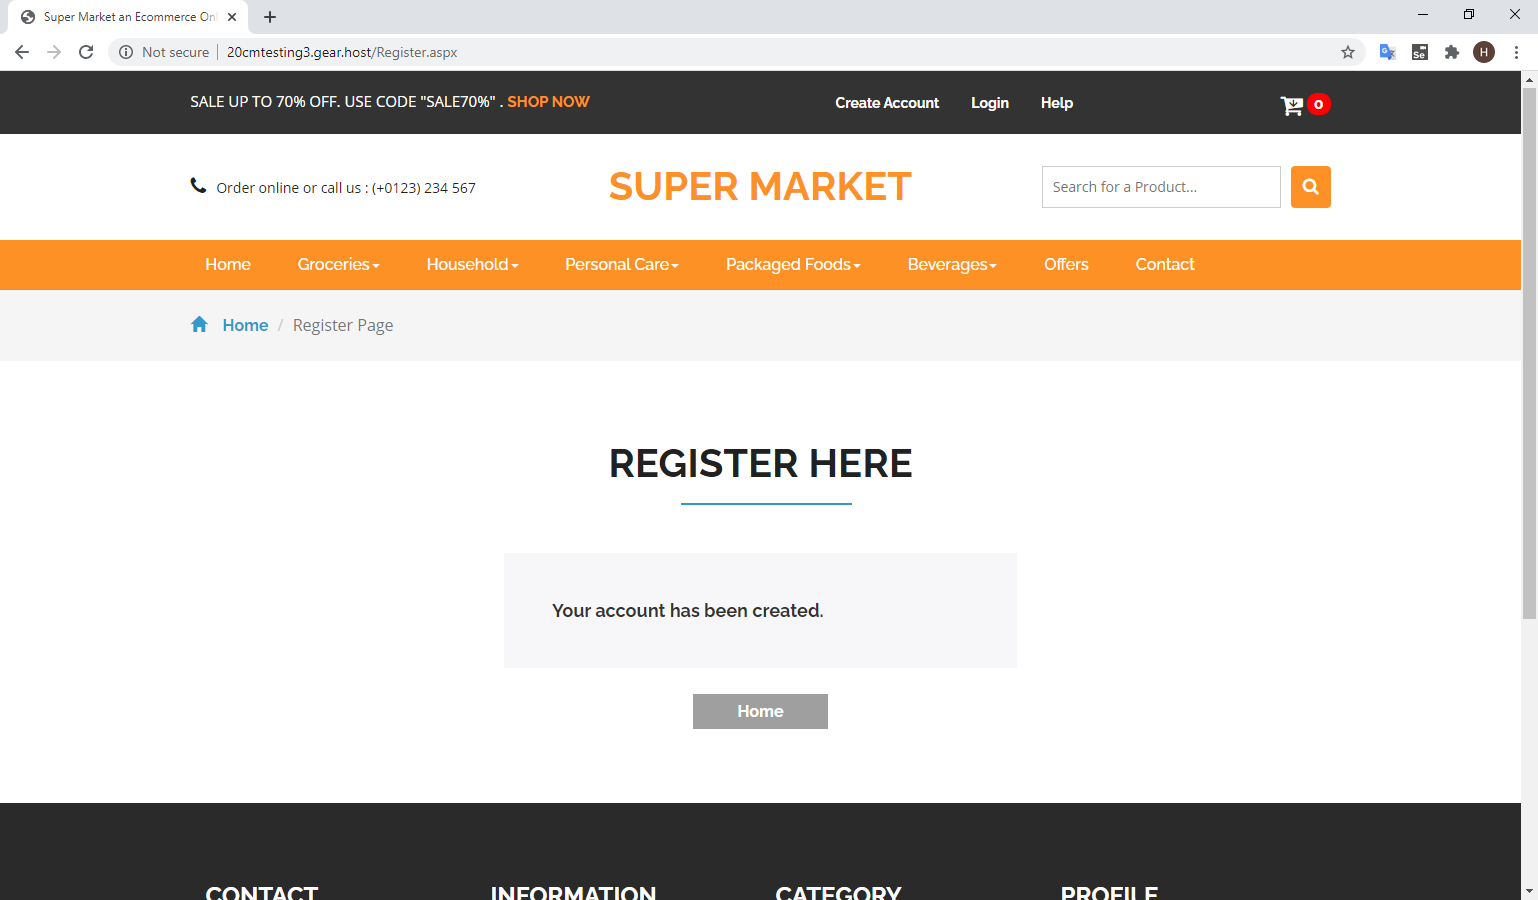 Super Market an Ecommerce Onl
Not secure
20cmtesting3.gear.host/Register.aspx
Se
H
SALE UP TO 70% OFF. USE CODE "SALE70%" . SHOP NOW
Create Account
Login
Help
0
Order online or call us : (+0123) 234 567
SUPER MARKET
Search for a Product...
Home
Groceries
Household
Personal Care
Packaged Foods
Beverages
Offers
Contact
Home / Register Page
REGISTER HERE
Your account has been created.
Home
CONTACT
INFORMATION
CATEGORY
PROFILE